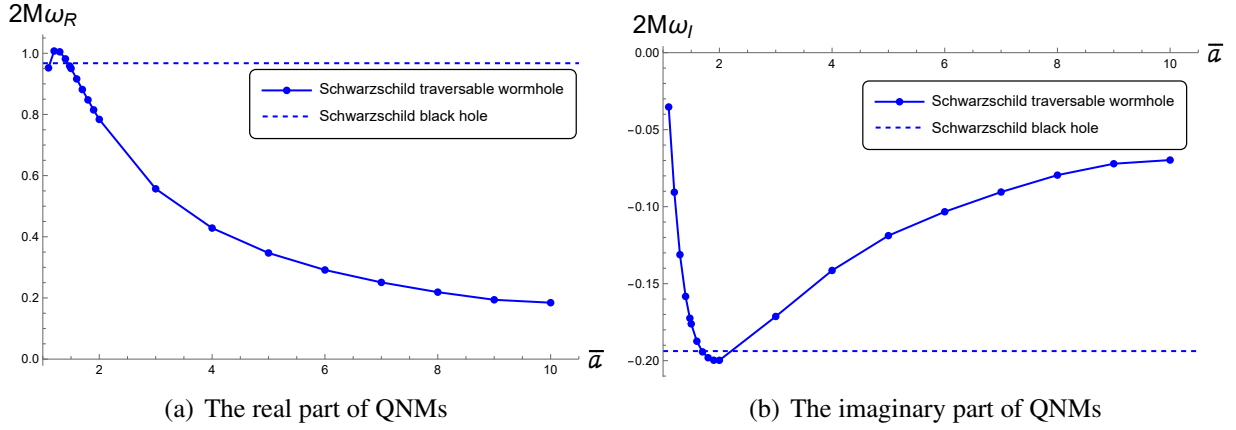 2Mω_R
1.0
0.8
0.6
0.4
0.2
0.0
2
4
6
8
10
a̅
Schwarzschild traversable wormhole
Schwarzschild black hole
(a) The real part of QNMs
2Mω_I
0.00
2
4
6
8
10
a̅
-0.05
-0.10
-0.15
-0.20
Schwarzschild traversable wormhole
Schwarzschild black hole
(b) The imaginary part of QNMs